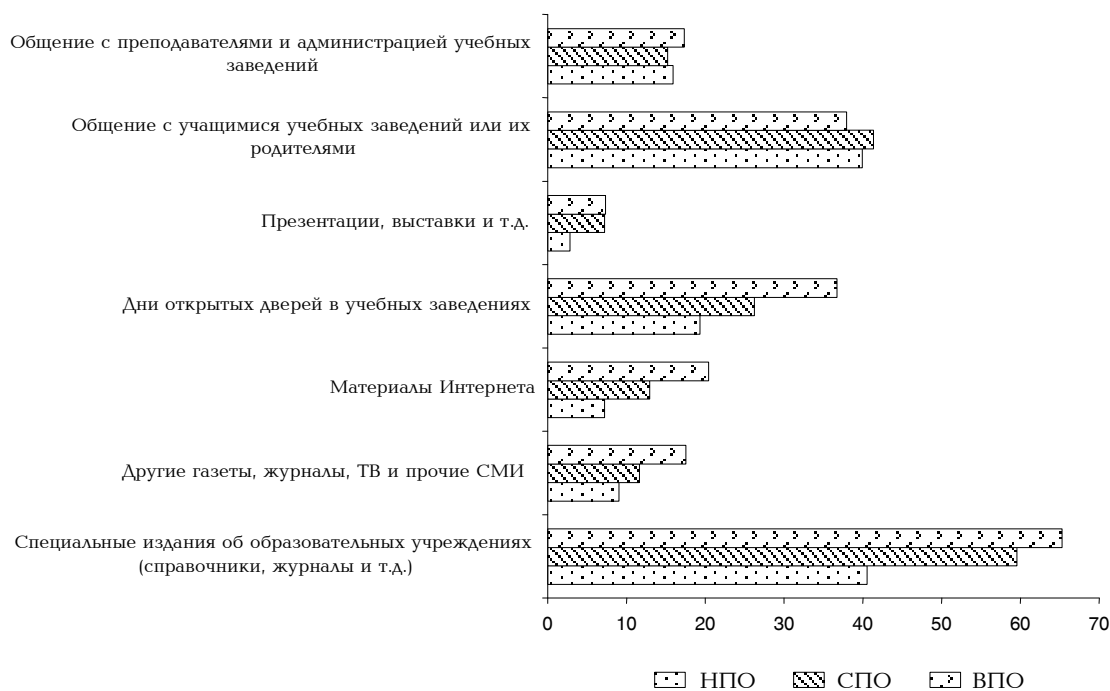 Общение с преподавателями и администрацией учебных
заведений
Общение с учащимися учебных заведений или их
родителями
Презентации, выставки и т.д.
Дни открытых дверей в учебных заведениях
Материалы Интернета
Другие газеты, журналы, ТВ и прочие СМИ
Специальные издания об образовательных учреждениях
(справочники, журналы и т.д.)
0 10 20 30 40 50 60 70
НПО СПО ВПО